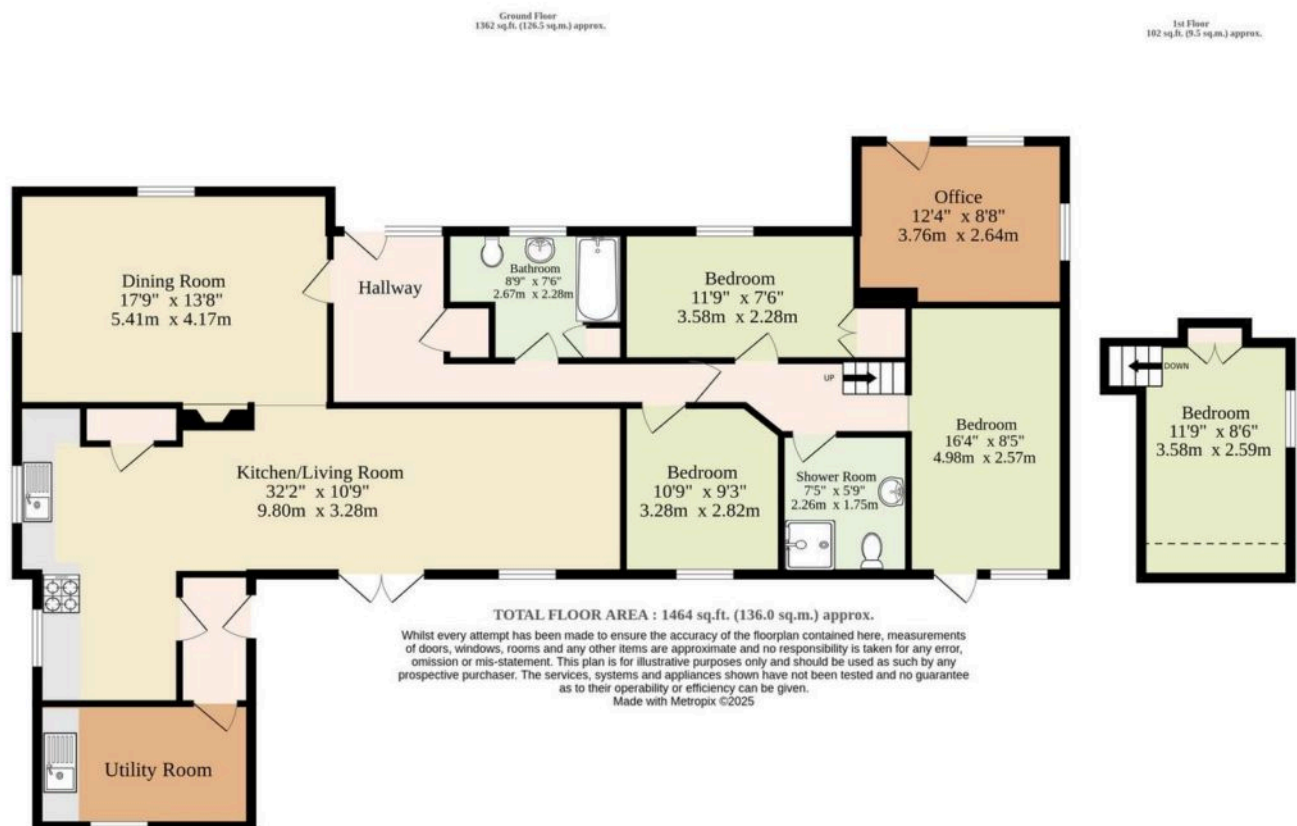 Ground Floor
1362 sq.ft. (126.5 sq.m.) approx.
1st Floor
102 sq.ft. (9.5 sq.m.) approx.
Office
12'4" x 8'8"
3.76m x 2.64m
Dining Room
17'9" x 13'8"
5.41m x 4.17m
Hallway
Bathroom
8'9" x 7'6"
2.67m x 2.28m
Bedroom
11'9" x 7'6"
3.58m x 2.28m
UP
DOWN
Bedroom
11'9" x 8'6"
3.58m x 2.59m
Kitchen/Living Room
32'2" x 10'9"
9.80m x 3.28m
Bedroom
10'9" x 9'3"
3.28m x 2.82m
Shower Room
7'5" x 5'9"
2.26m x 1.75m
Bedroom
16'4" x 8'5"
4.98m x 2.57m
Utility Room
TOTAL FLOOR AREA : 1464 sq.ft. (136.0 sq.m.) approx.
Whilst every attempt has been made to ensure the accuracy of the floorplan contained here, measurements
of doors, windows, rooms and any other items are approximate and no responsibility is taken for any error,
omission or mis-statement. This plan is for illustrative purposes only and should be used as such by any
prospective purchaser. The services, systems and appliances shown have not been tested and no guarantee
as to their operability or efficiency can be given.
Made with Metropix ©2025